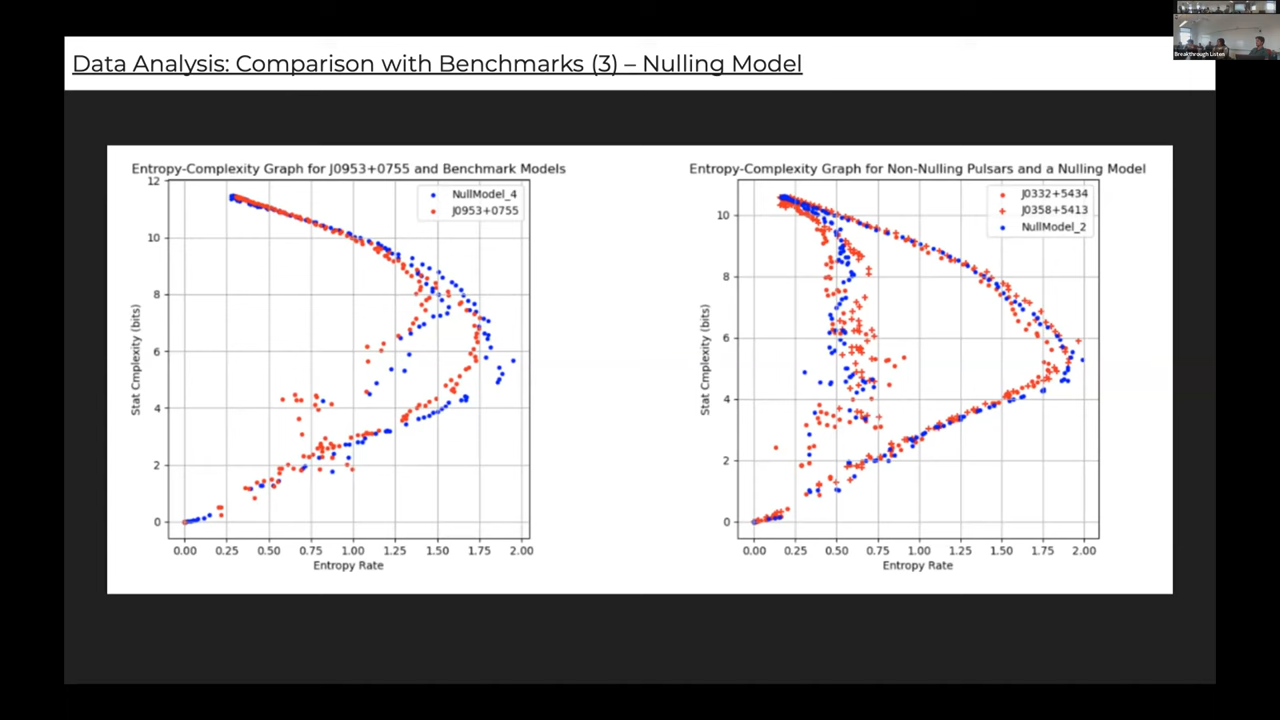 Breakthrough Listen
Data Analysis: Comparison with Benchmarks (3) – Nulling Model
Entropy-Complexity Graph for J0953+0755 and Benchmark Models
NullModel_4
J0953+0755
Stat Cmplexity (bits)
12
10
8
6
4
2
0
0.00 0.25 0.50 0.75 1.00 1.25 1.50 1.75 2.00
Entropy Rate
Entropy-Complexity Graph for Non-Nulling Pulsars and a Nulling Model
J0332+5434
J0358+5413
NullModel_2
Stat Cmplexity (bits)
10
8
6
4
2
0
0.00 0.25 0.50 0.75 1.00 1.25 1.50 1.75 2.00
Entropy Rate